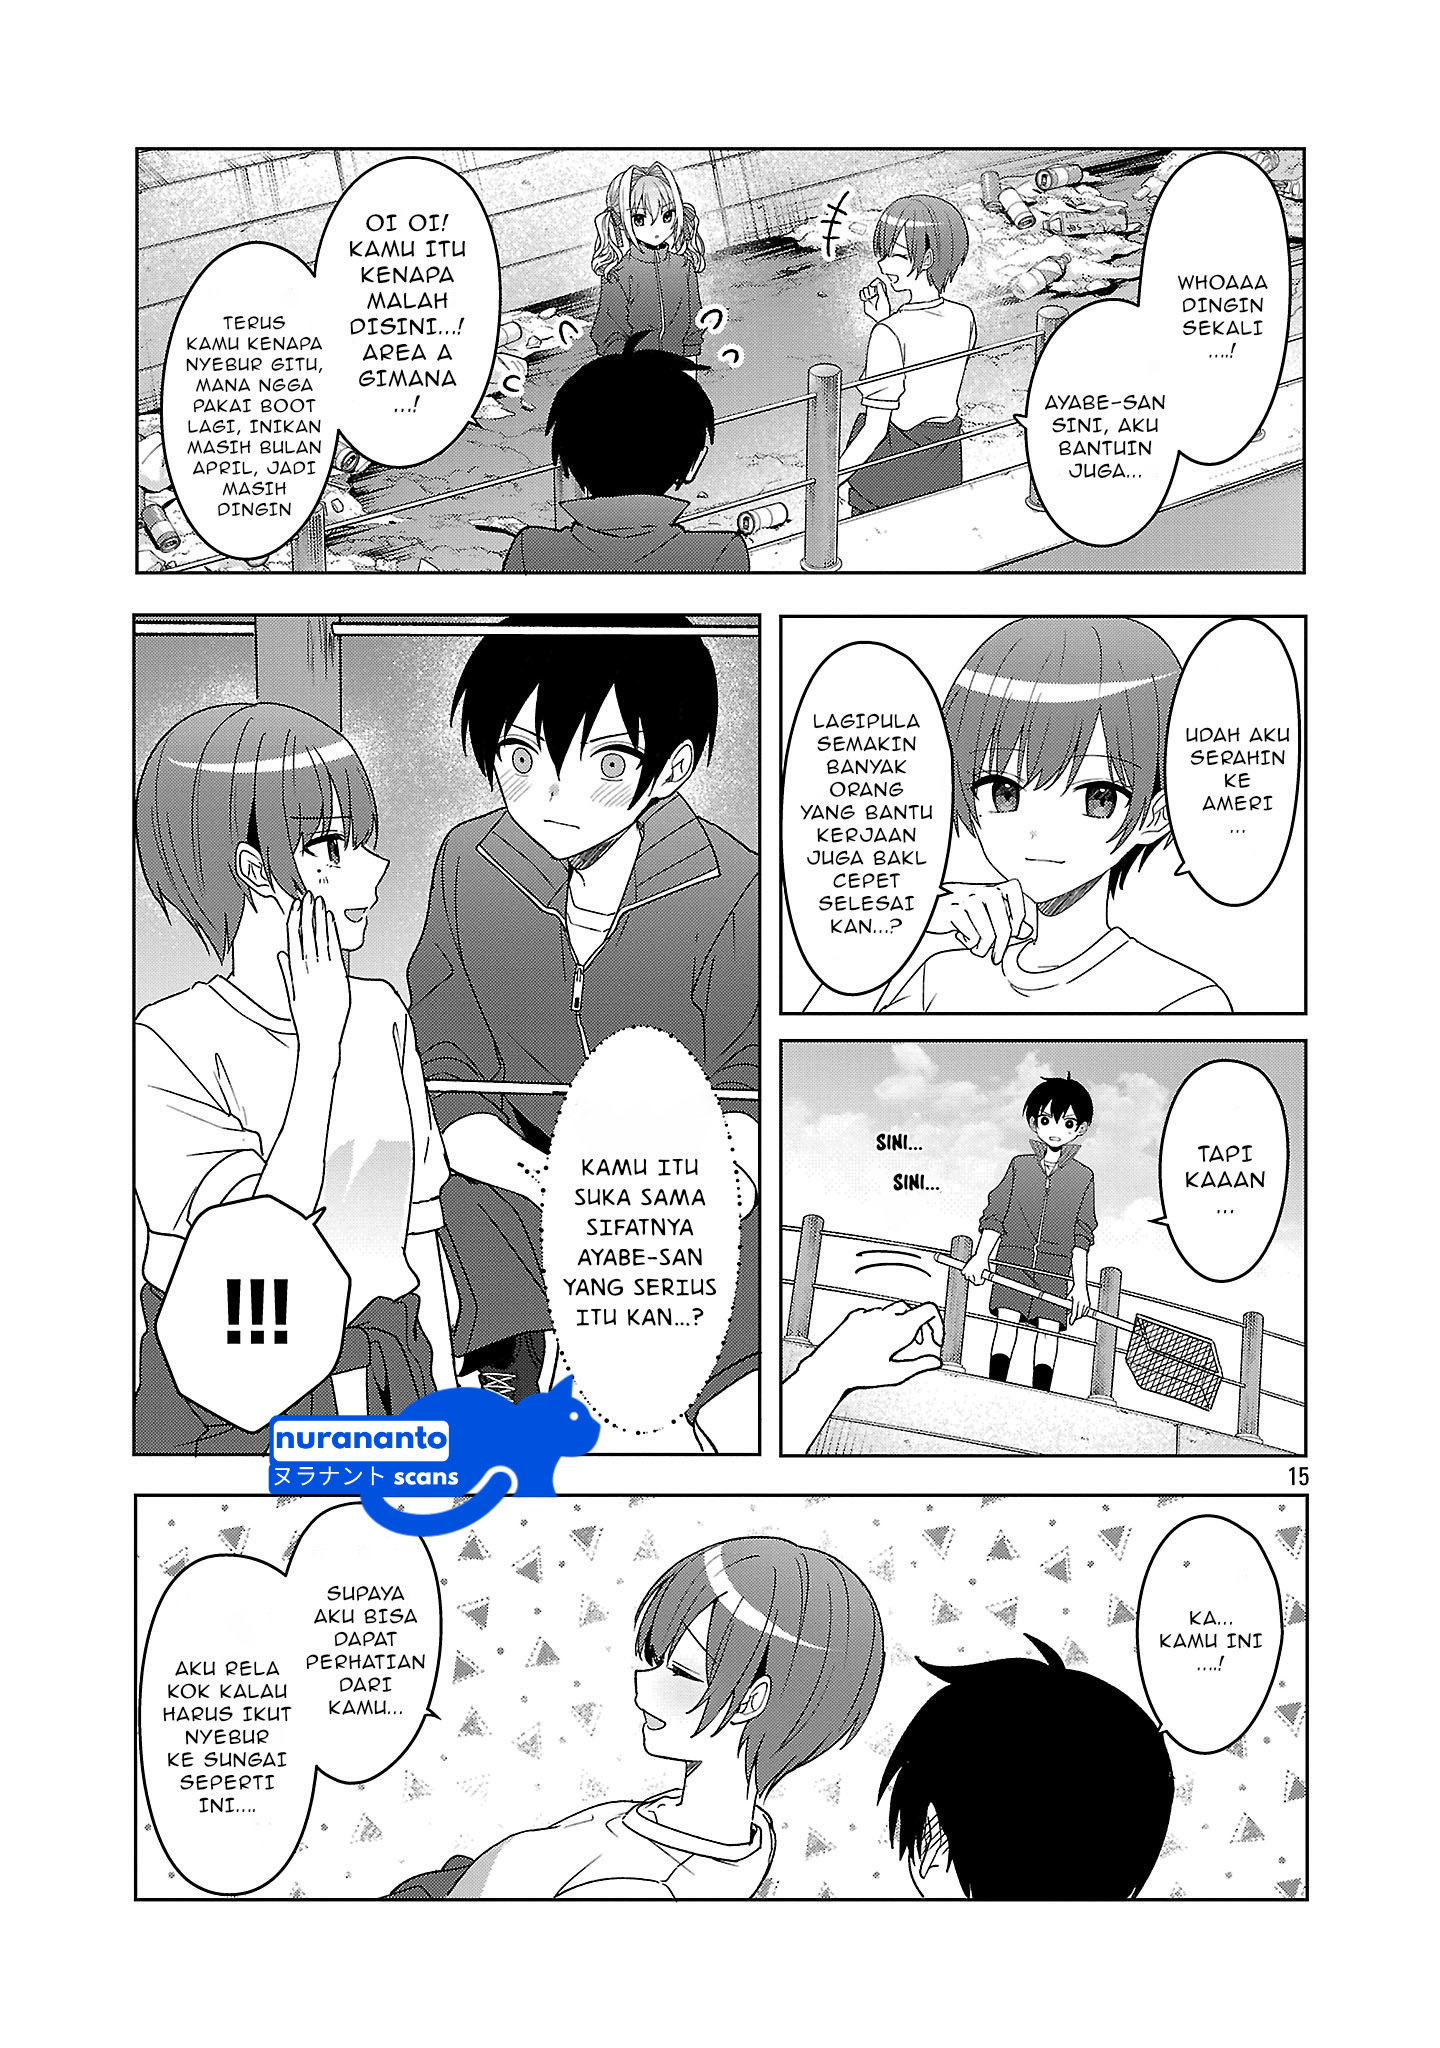 WHOAAA
DINGIN
SEKALI
....!
AYABE-SAN
SINI, AKU
BANTUIN
JUGA...
OI OI!
KAMU ITU
KENAPA
MALAH
DISINI...!
AREA A
GIMANA
...!
TERUS
KAMU KENAPA
NYEBUR GITU,
MANA NGGA
PAKAI BOOT
LAGI, INIKAN
MASIH BULAN
APRIL, JADI
MASIH
DINGIN
UDAH AKU
SERAHIN
KE
AMERI
...
LAGIPULA
SEMAKIN
BANYAK
ORANG
YANG BANTU
KERJAAN
JUGA BAKL
CEPET
SELESAI
KAN...?
TAPI
KAAAN
...
SINI...
SINI...
KAMU ITU
SUKA SAMA
SIFATNYA
AYABE-SAN
YANG SERIUS
ITU KAN...?
!!!
nurananto
ヌラナント scans
15
KA...
KAMU INI
....!
SUPAYA
AKU BISA
DAPAT
PERHATIAN
DARI
KAMU...
AKU RELA
KOK KALAU
HARUS IKUT
NYEBUR
KE SUNGAI
SEPERTI
INI....